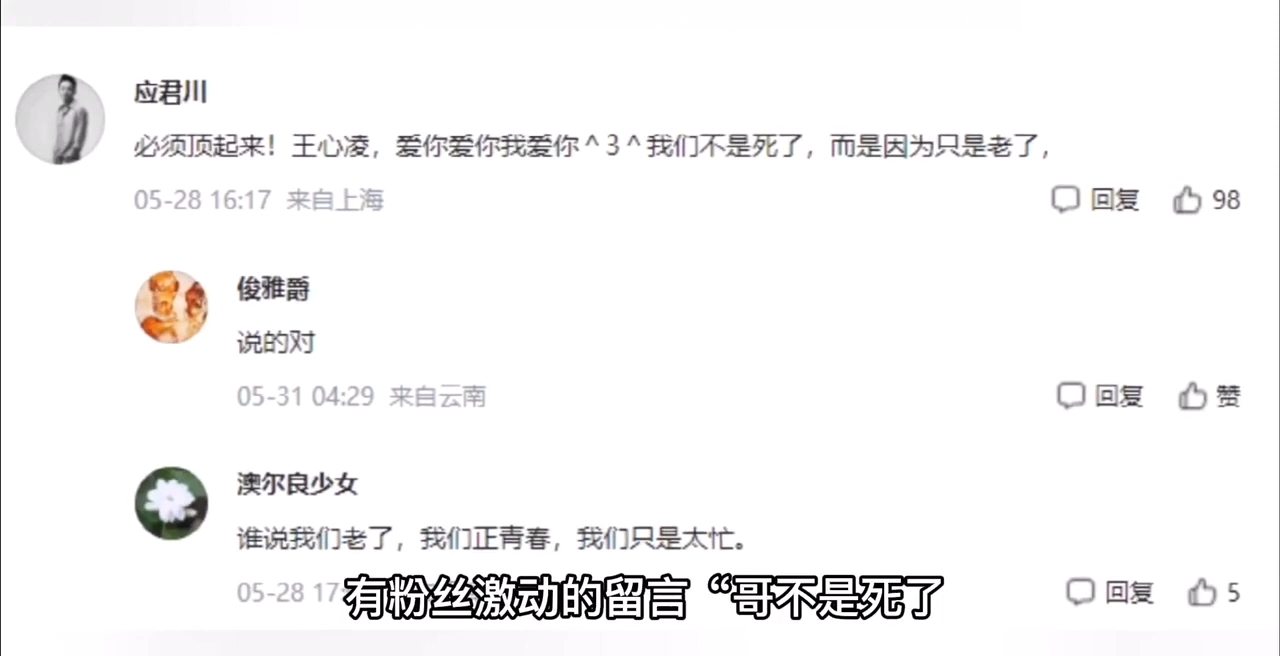 应君川
必须顶起来！王心凌，爱你爱你我爱你^3^我们不是死了，而是因为只是老了，
05-28 16:17 来自上海 回复 98
俊雅爵
说的对
05-31 04:29 来自云南 回复 赞
澳尔良少女
谁说我们老了，我们正青春，我们只是太忙。
05-28 17 回复 5
有粉丝激动的留言“哥不是死了